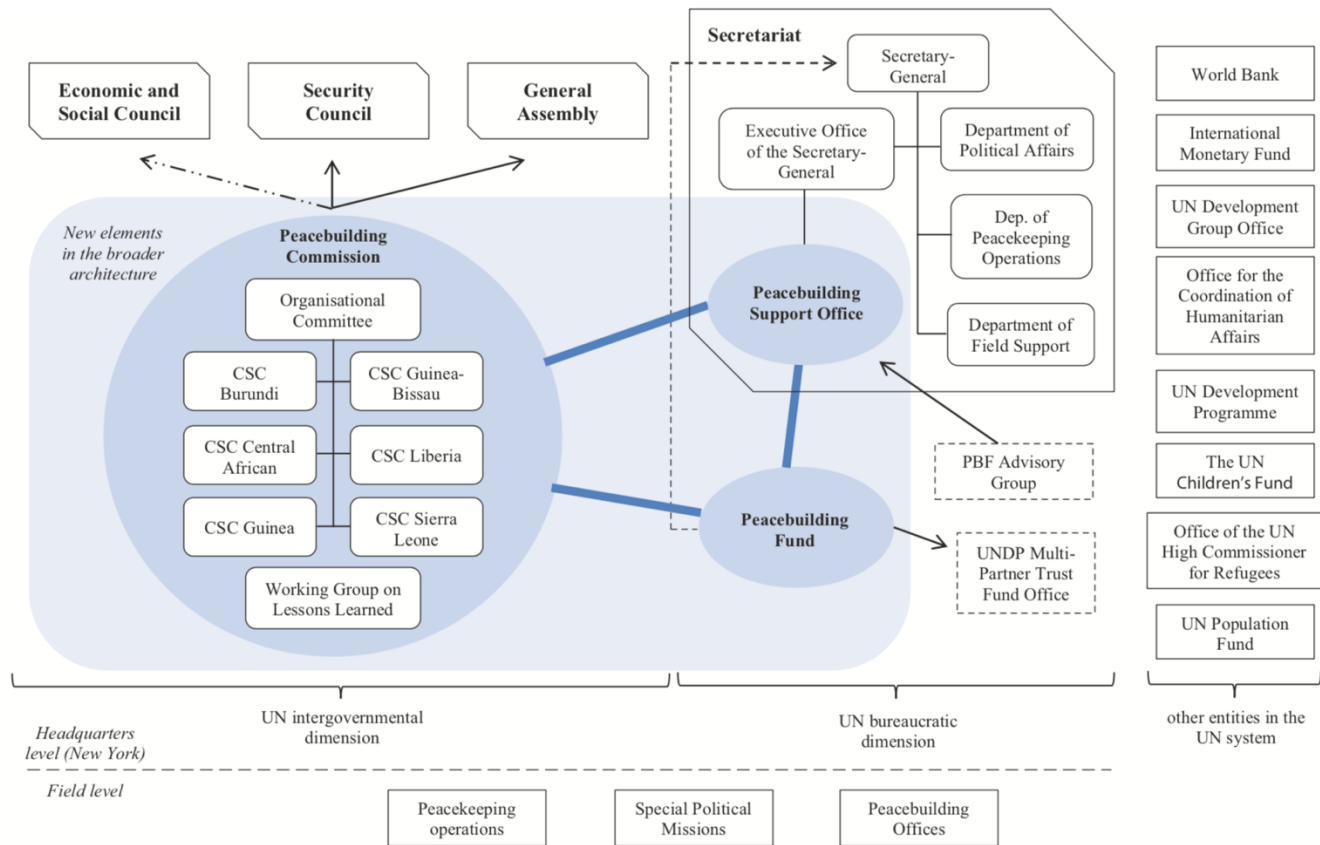 Economic and
Social Council
Security
Council
General
Assembly
Secretariat
Secretary-
General
Executive Office
of the Secretary-
General
Department of
Political Affairs
Dep. of
Peacekeeping
Operations
Department of
Field Support
New elements
in the broader
architecture
Peacebuilding
Commission
Organisational
Committee
CSC
Burundi
CSC Guinea-
Bissau
CSC Central
African
CSC Liberia
CSC Guinea
CSC Sierra
Leone
Working Group on
Lessons Learned
Peacebuilding
Support Office
Peacebuilding
Fund
PBF Advisory
Group
UNDP Multi-
Partner Trust
Fund Office
World Bank
International
Monetary Fund
UN Development
Group Office
Office for the
Coordination of
Humanitarian
Affairs
UN Development
Programme
The UN
Children's Fund
Office of the UN
High Commissioner
for Refugees
UN Population
Fund
UN intergovernmental
dimension
UN bureaucratic
dimension
other entities in the
UN system
Headquarters
level (New York)
Field level
Peacekeeping
operations
Special Political
Missions
Peacebuilding
Offices